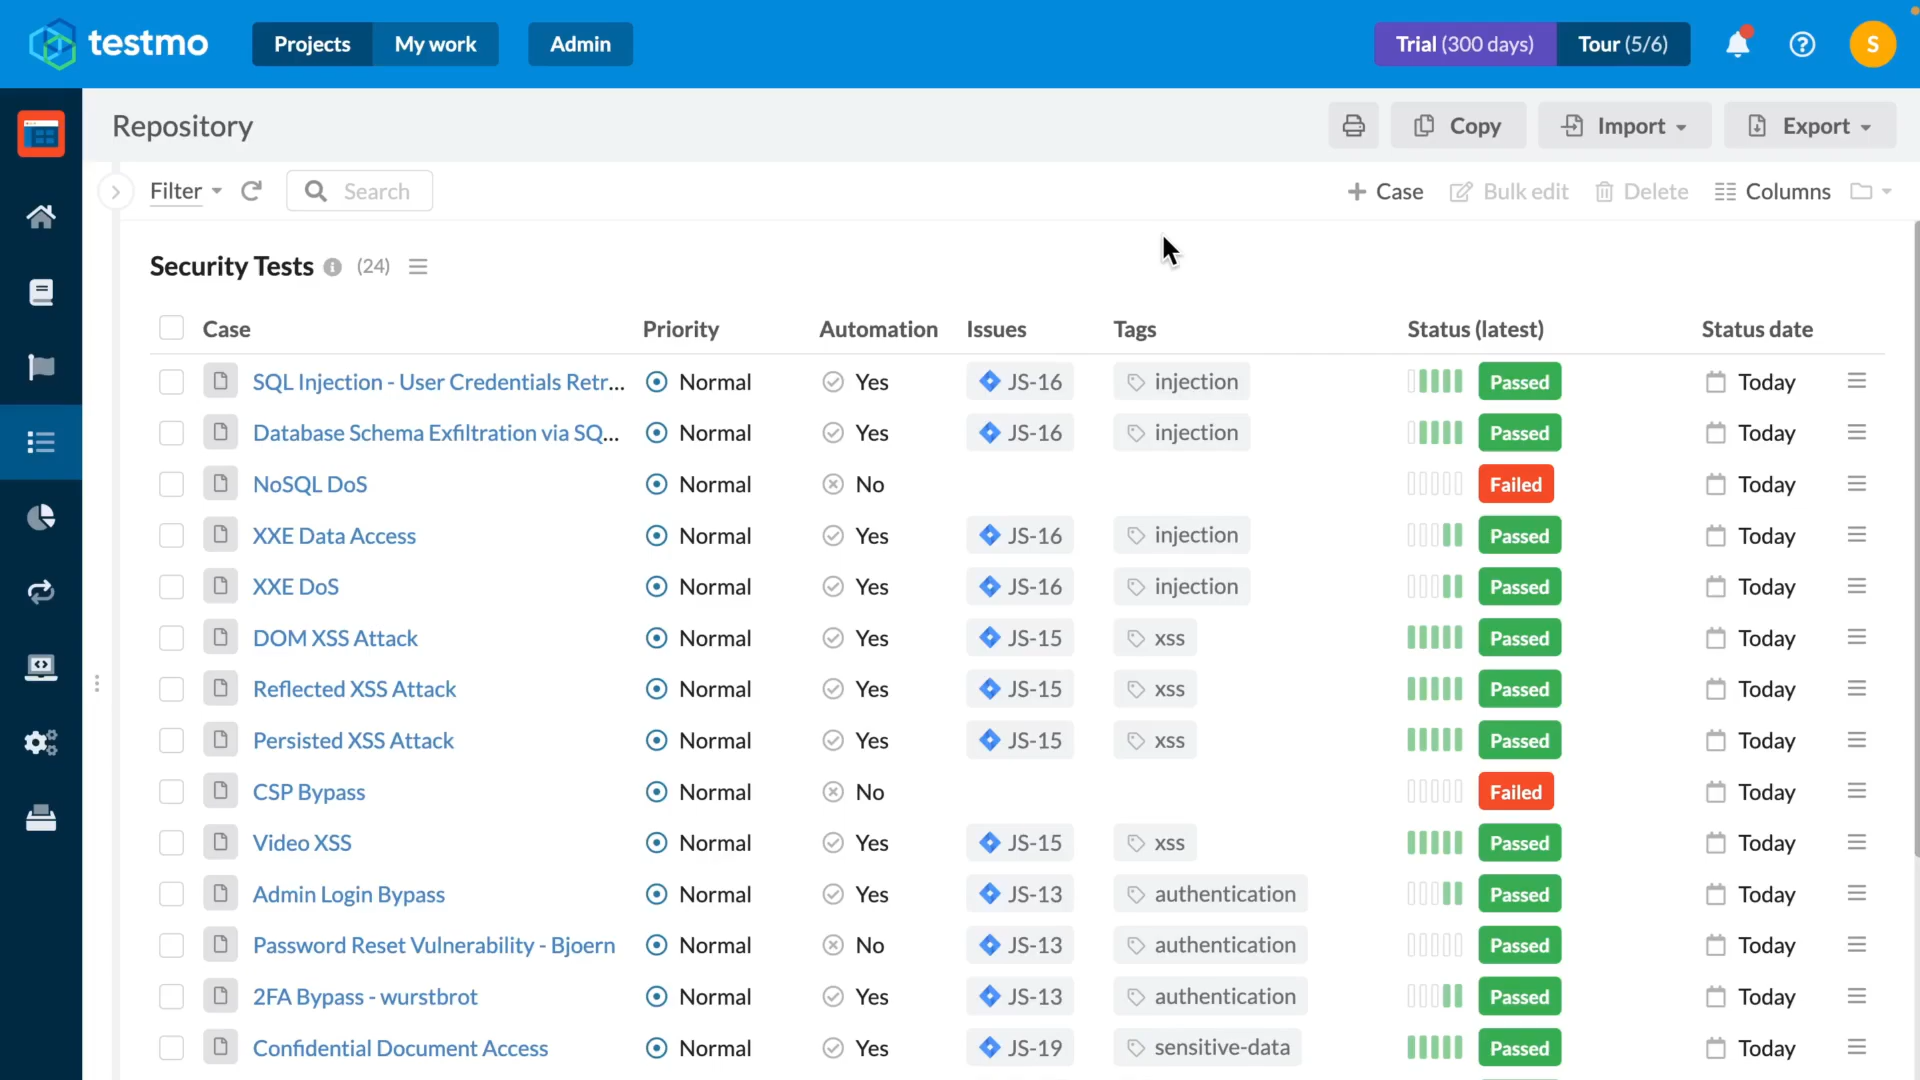 testmo Projects My work Admin Trial (300 days) Tour (5/6) S
Repository Copy Import Export
Filter Search Case Bulk edit Delete Columns
Security Tests (24)
Case Priority Automation Issues Tags Status (latest) Status date
SQL Injection - User Credentials Retr... Normal Yes JS-16 injection Passed Today
Database Schema Exfiltration via SQ... Normal Yes JS-16 injection Passed Today
NoSQL DoS Normal No Failed Today
XXE Data Access Normal Yes JS-16 injection Passed Today
XXE DoS Normal Yes JS-16 injection Passed Today
DOM XSS Attack Normal Yes JS-15 xss Passed Today
Reflected XSS Attack Normal Yes JS-15 xss Passed Today
Persisted XSS Attack Normal Yes JS-15 xss Passed Today
CSP Bypass Normal No Failed Today
Video XSS Normal Yes JS-15 xss Passed Today
Admin Login Bypass Normal Yes JS-13 authentication Passed Today
Password Reset Vulnerability - Bjoern Normal No JS-13 authentication Passed Today
2FA Bypass - wurstbrot Normal Yes JS-13 authentication Passed Today
Confidential Document Access Normal Yes JS-19 sensitive-data Passed Today